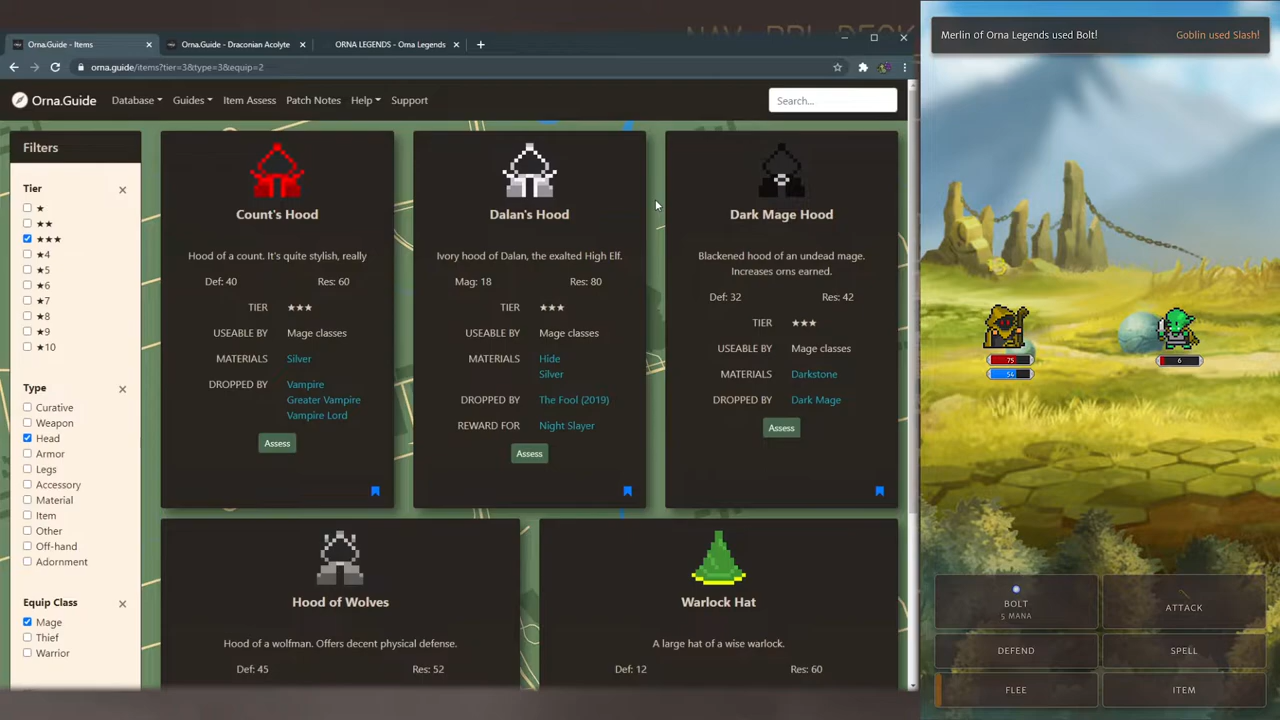 Orna.Guide - Items
Orna.Guide - Draconian Acolyte
ORNA LEGENDS - Orna Legends
orna.guide/items?tier=3&type=3&equip=2
Orna.Guide
Database
Guides
Item Assess
Patch Notes
Help
Support
Search...
Filters
Tier
★
★★
★★★
★4
★5
★6
★7
★8
★9
★10
Type
Curative
Weapon
Head
Armor
Legs
Accessory
Material
Item
Other
Off-hand
Adornment
Equip Class
Mage
Thief
Warrior
Count's Hood
Hood of a count. It's quite stylish, really
Def: 40 Res: 60
TIER ★★★
USEABLE BY Mage classes
MATERIALS Silver
DROPPED BY Vampire
Greater Vampire
Vampire Lord
Assess
Dalan's Hood
Ivory hood of Dalan, the exalted High Elf.
Mag: 18 Res: 80
TIER ★★★
USEABLE BY Mage classes
MATERIALS Hide
Silver
DROPPED BY The Fool (2019)
REWARD FOR Night Slayer
Assess
Dark Mage Hood
Blackened hood of an undead mage.
Increases orns earned.
Def: 32 Res: 42
TIER ★★★
USEABLE BY Mage classes
MATERIALS Darkstone
DROPPED BY Dark Mage
Assess
Hood of Wolves
Hood of a wolfman. Offers decent physical defense.
Def: 45 Res: 52
Warlock Hat
A large hat of a wise warlock.
Def: 12 Res: 60
Merlin of Orna Legends used Bolt! Goblin used Slash!
75
54
6
BOLT
5 MANA
ATTACK
DEFEND
SPELL
FLEE
ITEM